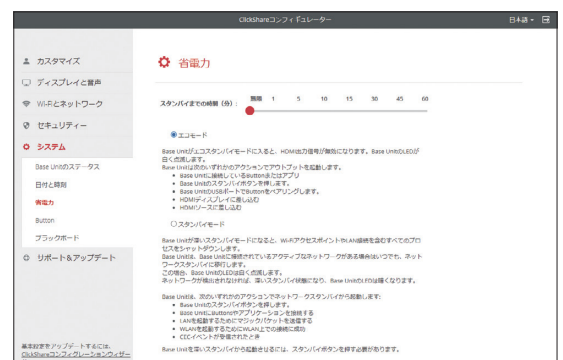 ClickShareコンフィギュレーター
日本語
カスタマイズ
ディスプレイと音声
Wi-Fiとネットワーク
セキュリティー
システム
Base Unitのステータス
日付と時刻
省電力
Button
ブラックボード
リポート&アップデート
基本設定をアップデートするには、
ClickShareコンフィグレーションウィザー
省電力
スタンバイまでの時間（分）: 無限 1 5 10 15 30 45 60
エコモード
Base Unitがエコスタンバイモードに入ると、HDMI出力信号が無効になります。Base UnitのLEDが
白く点滅します。
Base Unitは次のいずれかのアクションでアウトプットを起動します。
• Base Unitに接続しているButtonまたはアプリ
• Base Unitのスタンバイボタンを押します。
• Base UnitのUSBポートでButtonをペアリングします。
• HDMIディスプレイに差し込む
• HDMIソースに差し込む
スタンバイモード
Base Unitが深いスタンバイモードになると、Wi-FiアクセスポイントやLAN接続を含むすべてのプロ
セスをシャットダウンします。
Base Unitは、Base Unitに接続されているアクティブなネットワークがある場合はいつでも、ネット
ワークスタンバイに移行します。
この場合、Base UnitのLEDは白く点滅します。
ネットワークが検出されなければ、深いスタンバイ状態になり、Base UnitのLEDは暗くなります。
Base Unitは、次のいずれかのアクションでネットワークスタンバイから起動します:
• Base Unitのスタンバイボタンを押します。
• Base UnitにButtonやアプリケーションを接続する
• LANを起動するためにマジックパケットを送信する
• WLANを起動するためにWLAN上での接続に成功
• CECイベントが受信されたとき
Base Unitを深いスタンバイから起動させるには、スタンバイボタンを押す必要があります。